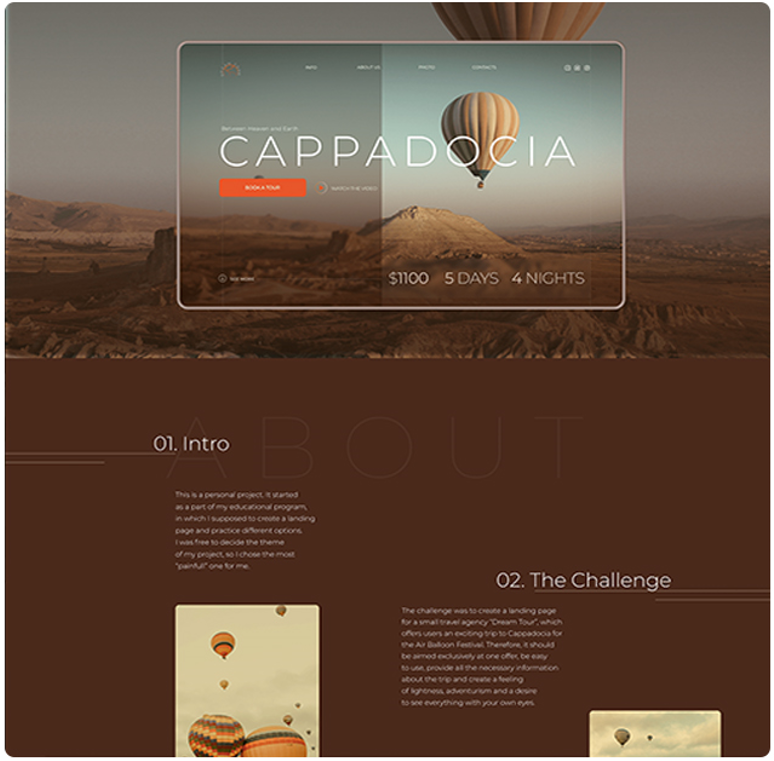 INFO
ABOUT US
PHOTO
CONTACTS
Between Heaven and Earth
CAPPADOCIA
BOOK A TOUR
WATCH THE VIDEO
SEE MORE
$1100 5 DAYS 4 NIGHTS
ABOUT
01. Intro
This is a personal project. It started
as a part of my educational program,
in which I supposed to create a landing
page and practice different options.
I was free to decide the theme
of my project, so I chose the most
"painfull" one for me.
02. The Challenge
The challenge was to create a landing page
for a small travel agency "Dream Tour", which
offers users an exciting trip to Cappadocia for
the Air Balloon Festival. Therefore, it should
be aimed exclusively at one offer, be easy
to use, provide all the necessary information
about the trip and create a feeling
of lightness, adventurism and a desire
to see everything with your own eyes.